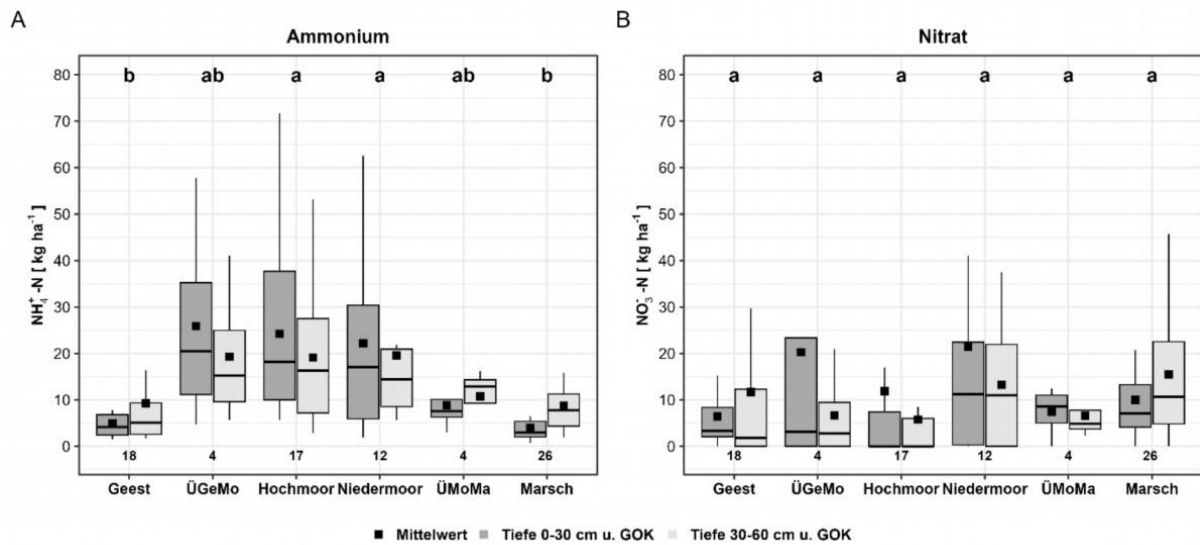 A
Ammonium
b ab a a ab b
80
70
60
50
40
30
20
10
0
NH₄⁺-N [ kg ha⁻¹ ]
18 4 17 12 4 26
Geest ÜGeMo Hochmoor Niedermoor ÜMoMa Marsch
B
Nitrat
a a a a a a
80
70
60
50
40
30
20
10
0
NO₃⁻-N [ kg ha⁻¹ ]
18 4 17 12 4 26
Geest ÜGeMo Hochmoor Niedermoor ÜMoMa Marsch
Mittelwert Tiefe 0-30 cm u. GOK Tiefe 30-60 cm u. GOK